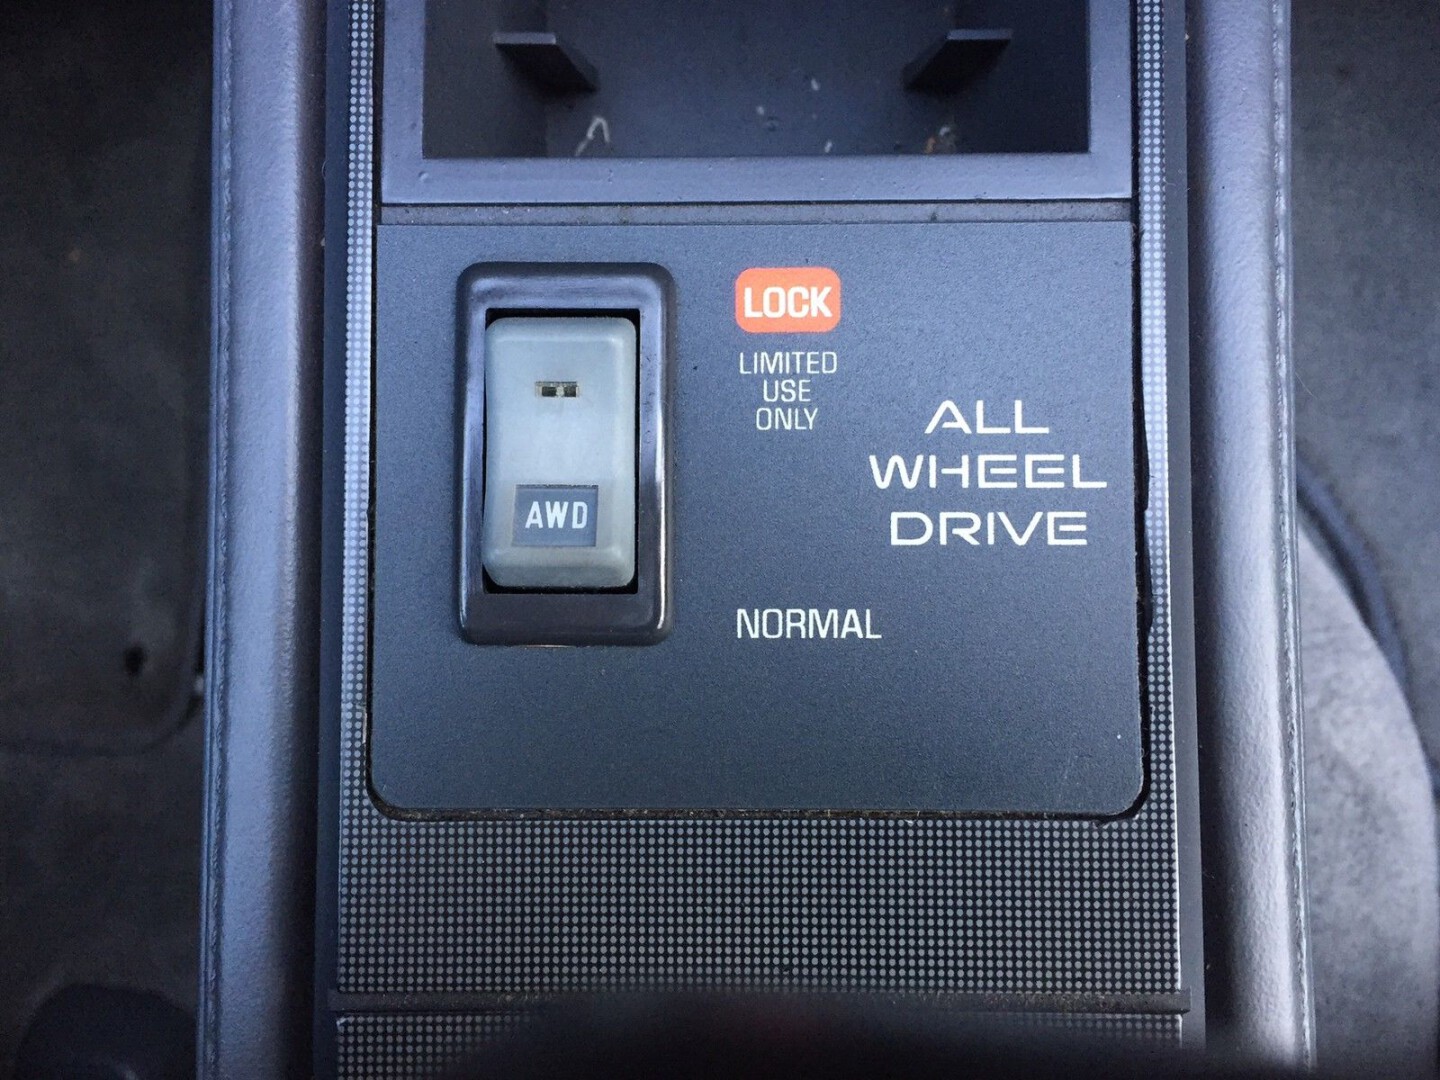 LOCK
LIMITED
USE
ONLY
AWD
ALL
WHEEL
DRIVE
NORMAL